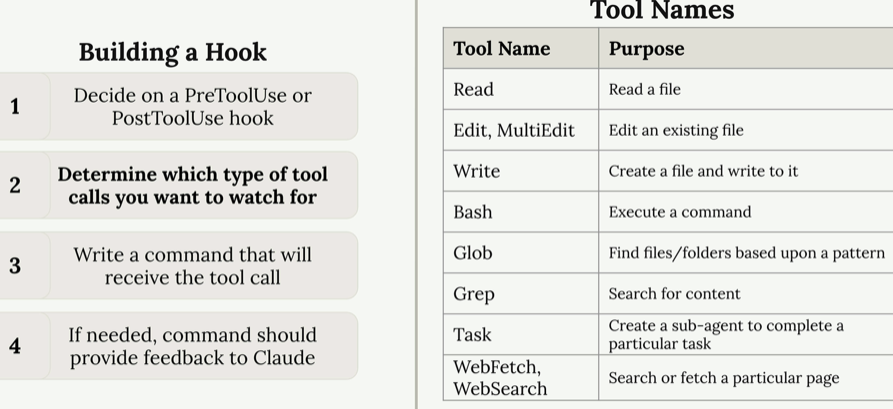 Building a Hook
1
Decide on a PreToolUse or
PostToolUse hook
2
Determine which type of tool
calls you want to watch for
3
Write a command that will
receive the tool call
4
If needed, command should
provide feedback to Claude
Tool Names
Tool Name Purpose
Read Read a file
Edit, MultiEdit Edit an existing file
Write Create a file and write to it
Bash Execute a command
Glob Find files/folders based upon a pattern
Grep Search for content
Task Create a sub-agent to complete a
particular task
WebFetch,
WebSearch Search or fetch a particular page